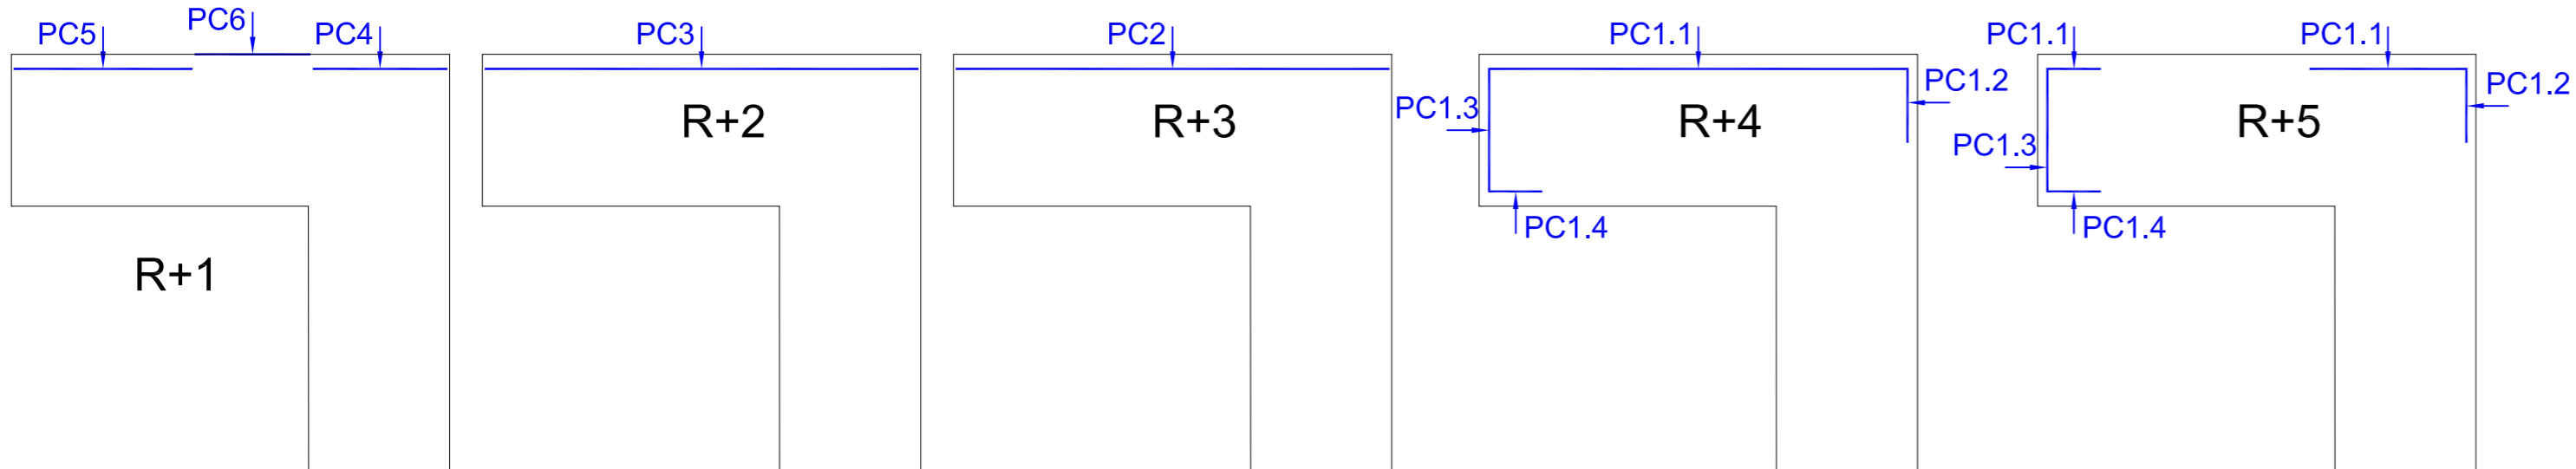 PC5
PC6
PC4
R+1
PC3
R+2
PC2
R+3
PC1.1
PC1.2
PC1.3
R+4
PC1.4
PC1.1
PC1.1
PC1.2
R+5
PC1.3
PC1.4